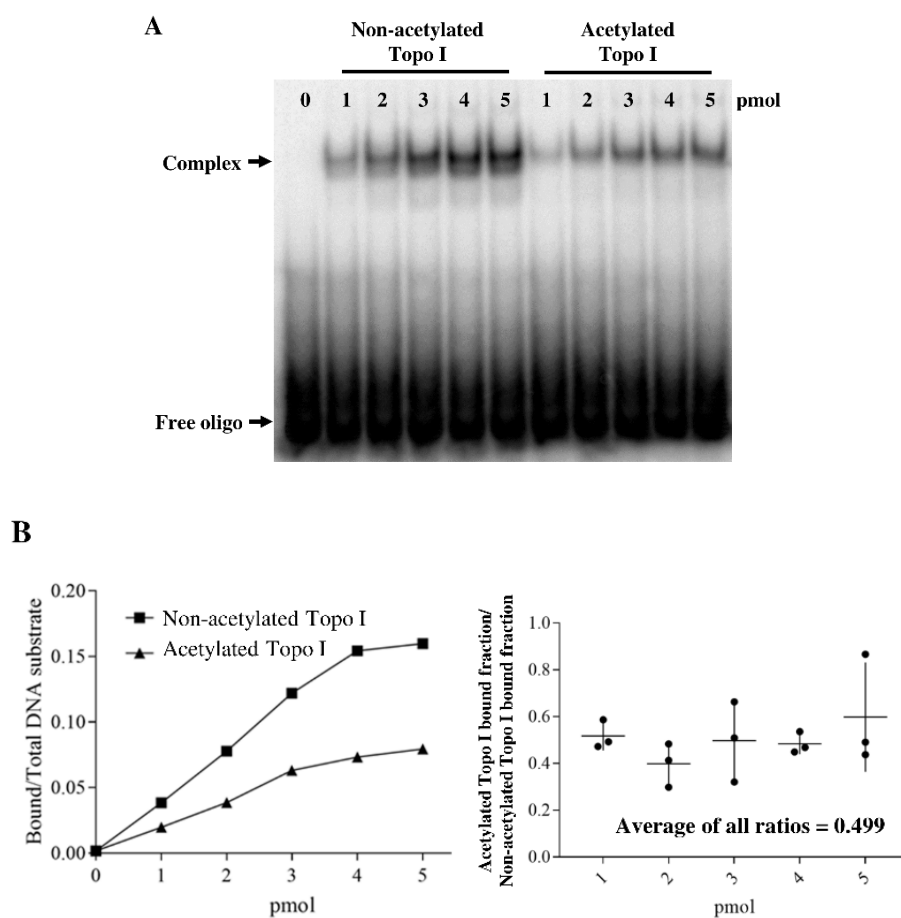 A
Non-acetylated
Topo I
Acetylated
Topo I
0 1 2 3 4 5 1 2 3 4 5 pmol
Complex
Free oligo
B
Bound/Total DNA substrate
0.20
0.15
0.10
0.05
0.00
Non-acetylated Topo I
Acetylated Topo I
0 1 2 3 4 5
pmol
Acetylated Topo I bound fraction/
Non-acetylated Topo I bound fraction
1.0
0.8
0.6
0.4
0.2
0.0
Average of all ratios = 0.499
1 2 3 4 5
pmol